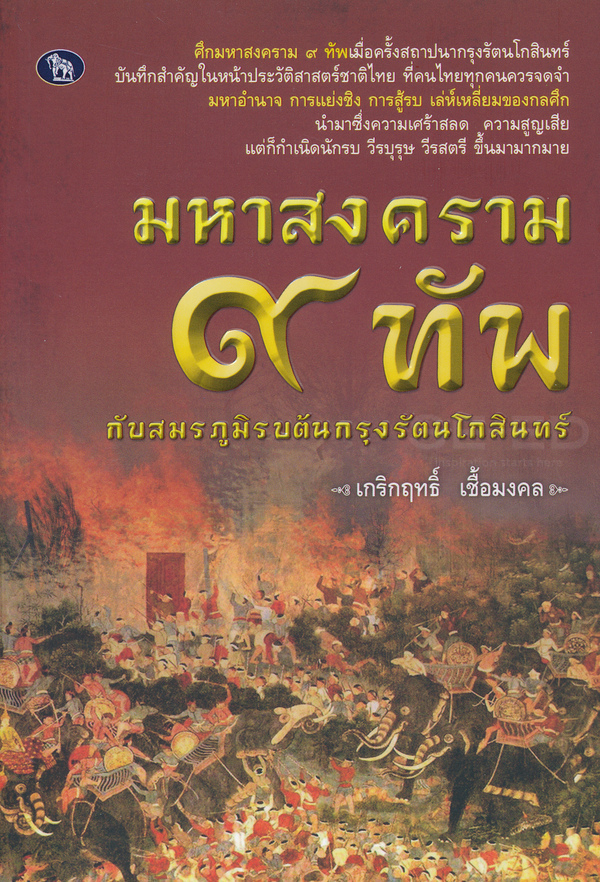 ศึกมหาสงคราม ๙ ทัพเมื่อครั้งสถาปนากรุงรัตนโกสินทร์
บันทึกสำคัญในหน้าประวัติสาสตร์ชาติไทย ที่คนไทยทุกคนควรจดจำ
มหาอำนาจ การแย่งชิง การสู้รบ เล่ห์เหลี่ยมของกลศึก
นำมาซึ่งความเศร้าสลด ความสูญเสีย
แต่ก็กำเนิดนักรบ วีรบุรุษ วีรสตรี ขึ้นมามากมาย
มหาสงคราม
๙ ทัพ
กับสมรภูมิรบต้นกรุงรัตนโกสินทร์
เกริกฤทธิ์ เชื้อมงคล